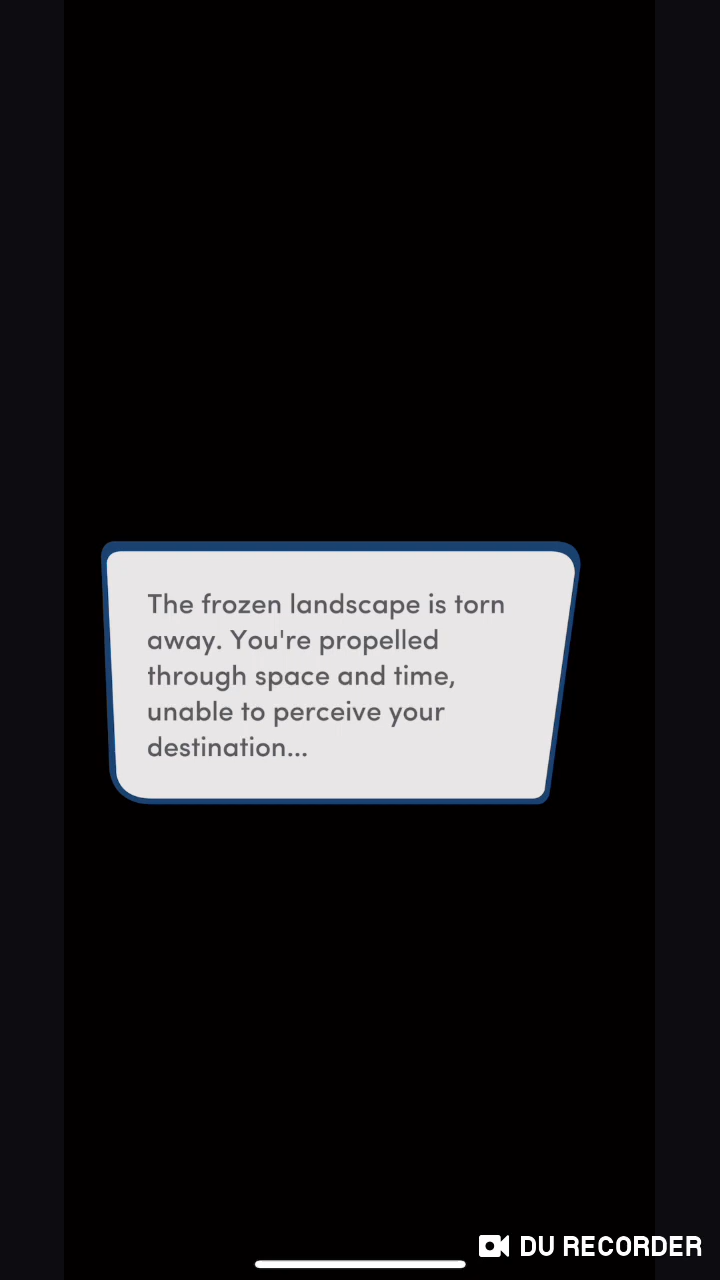 The frozen landscape is torn
away. You're propelled
through space and time,
unable to perceive your
destination...
DU RECORDER